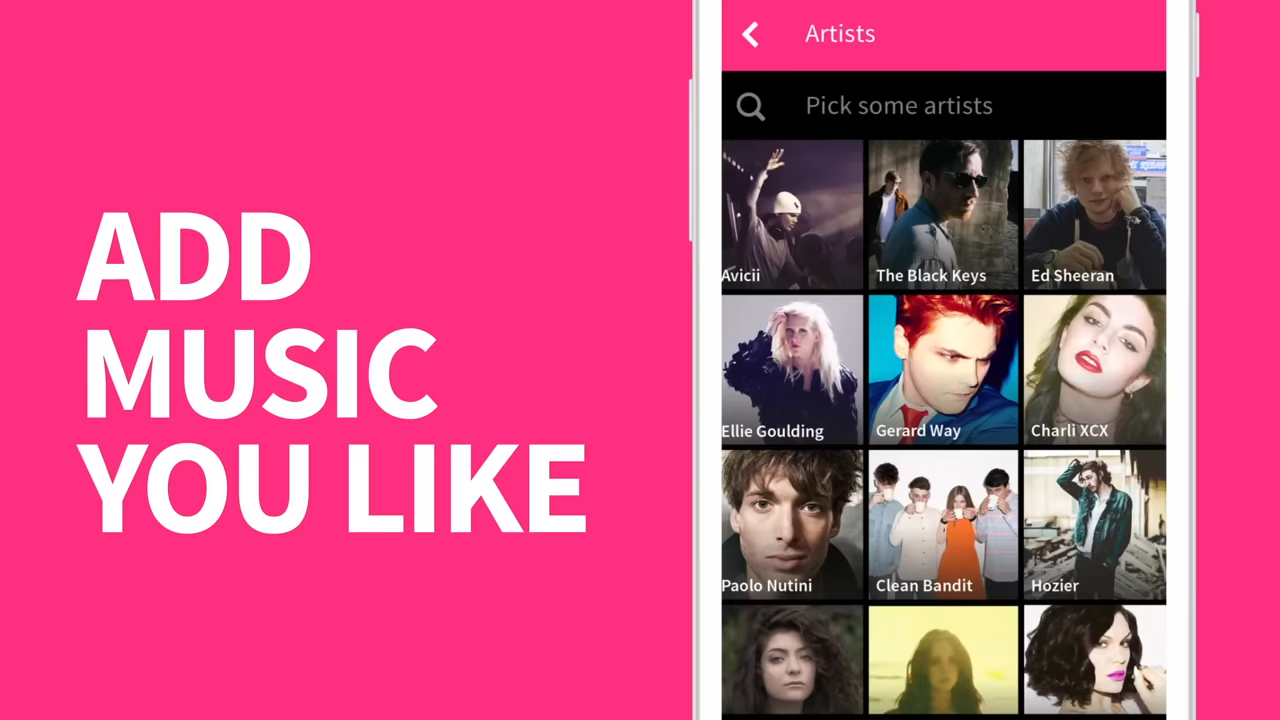 ADD
MUSIC
YOU LIKE
Artists
Pick some artists
Avicii
The Black Keys
Ed Sheeran
Ellie Goulding
Gerard Way
Charli XCX
Paolo Nutini
Clean Bandit
Hozier